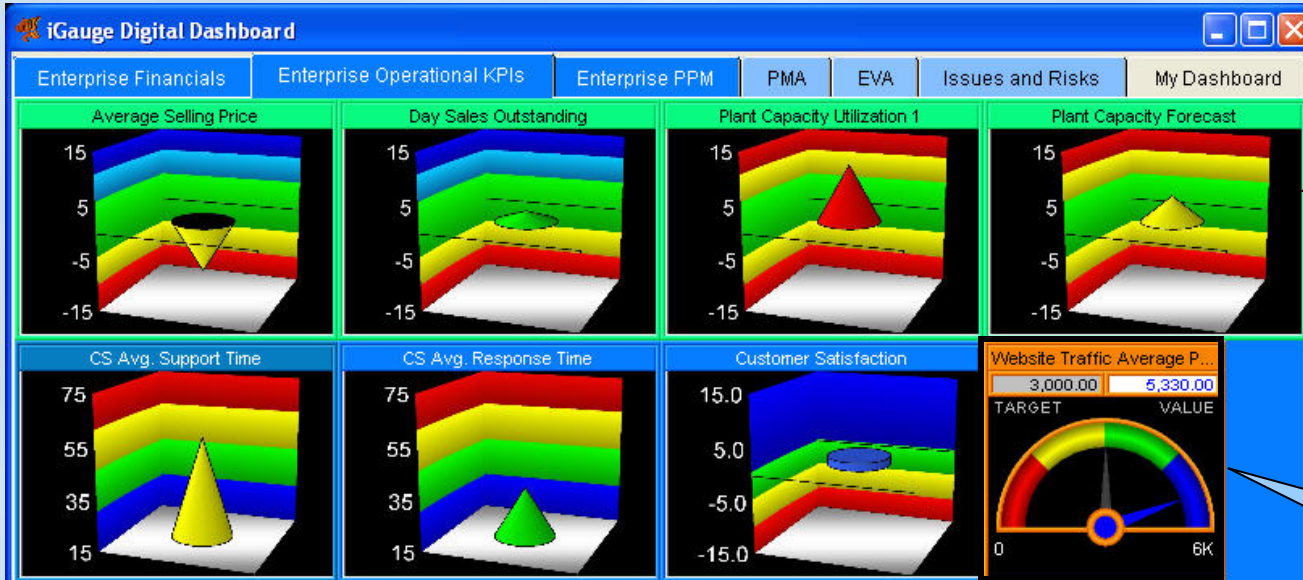 iGauge Digital Dashboard
Enterprise Financials Enterprise Operational KPIs Enterprise PPM PMA EVA Issues and Risks My Dashboard
Average Selling Price Day Sales Outstanding Plant Capacity Utilization 1 Plant Capacity Forecast
15 15 15 15
5 5 5 5
-5 -5 -5 -5
-15 -15 -15 -15
CS Avg. Support Time CS Avg. Response Time Customer Satisfaction Website Traffic Average P...
3,000.00 5,330.00
75 75 15.0 TARGET VALUE
55 55 5.0
35 35 -5.0
15 15 -15.0 0 6K